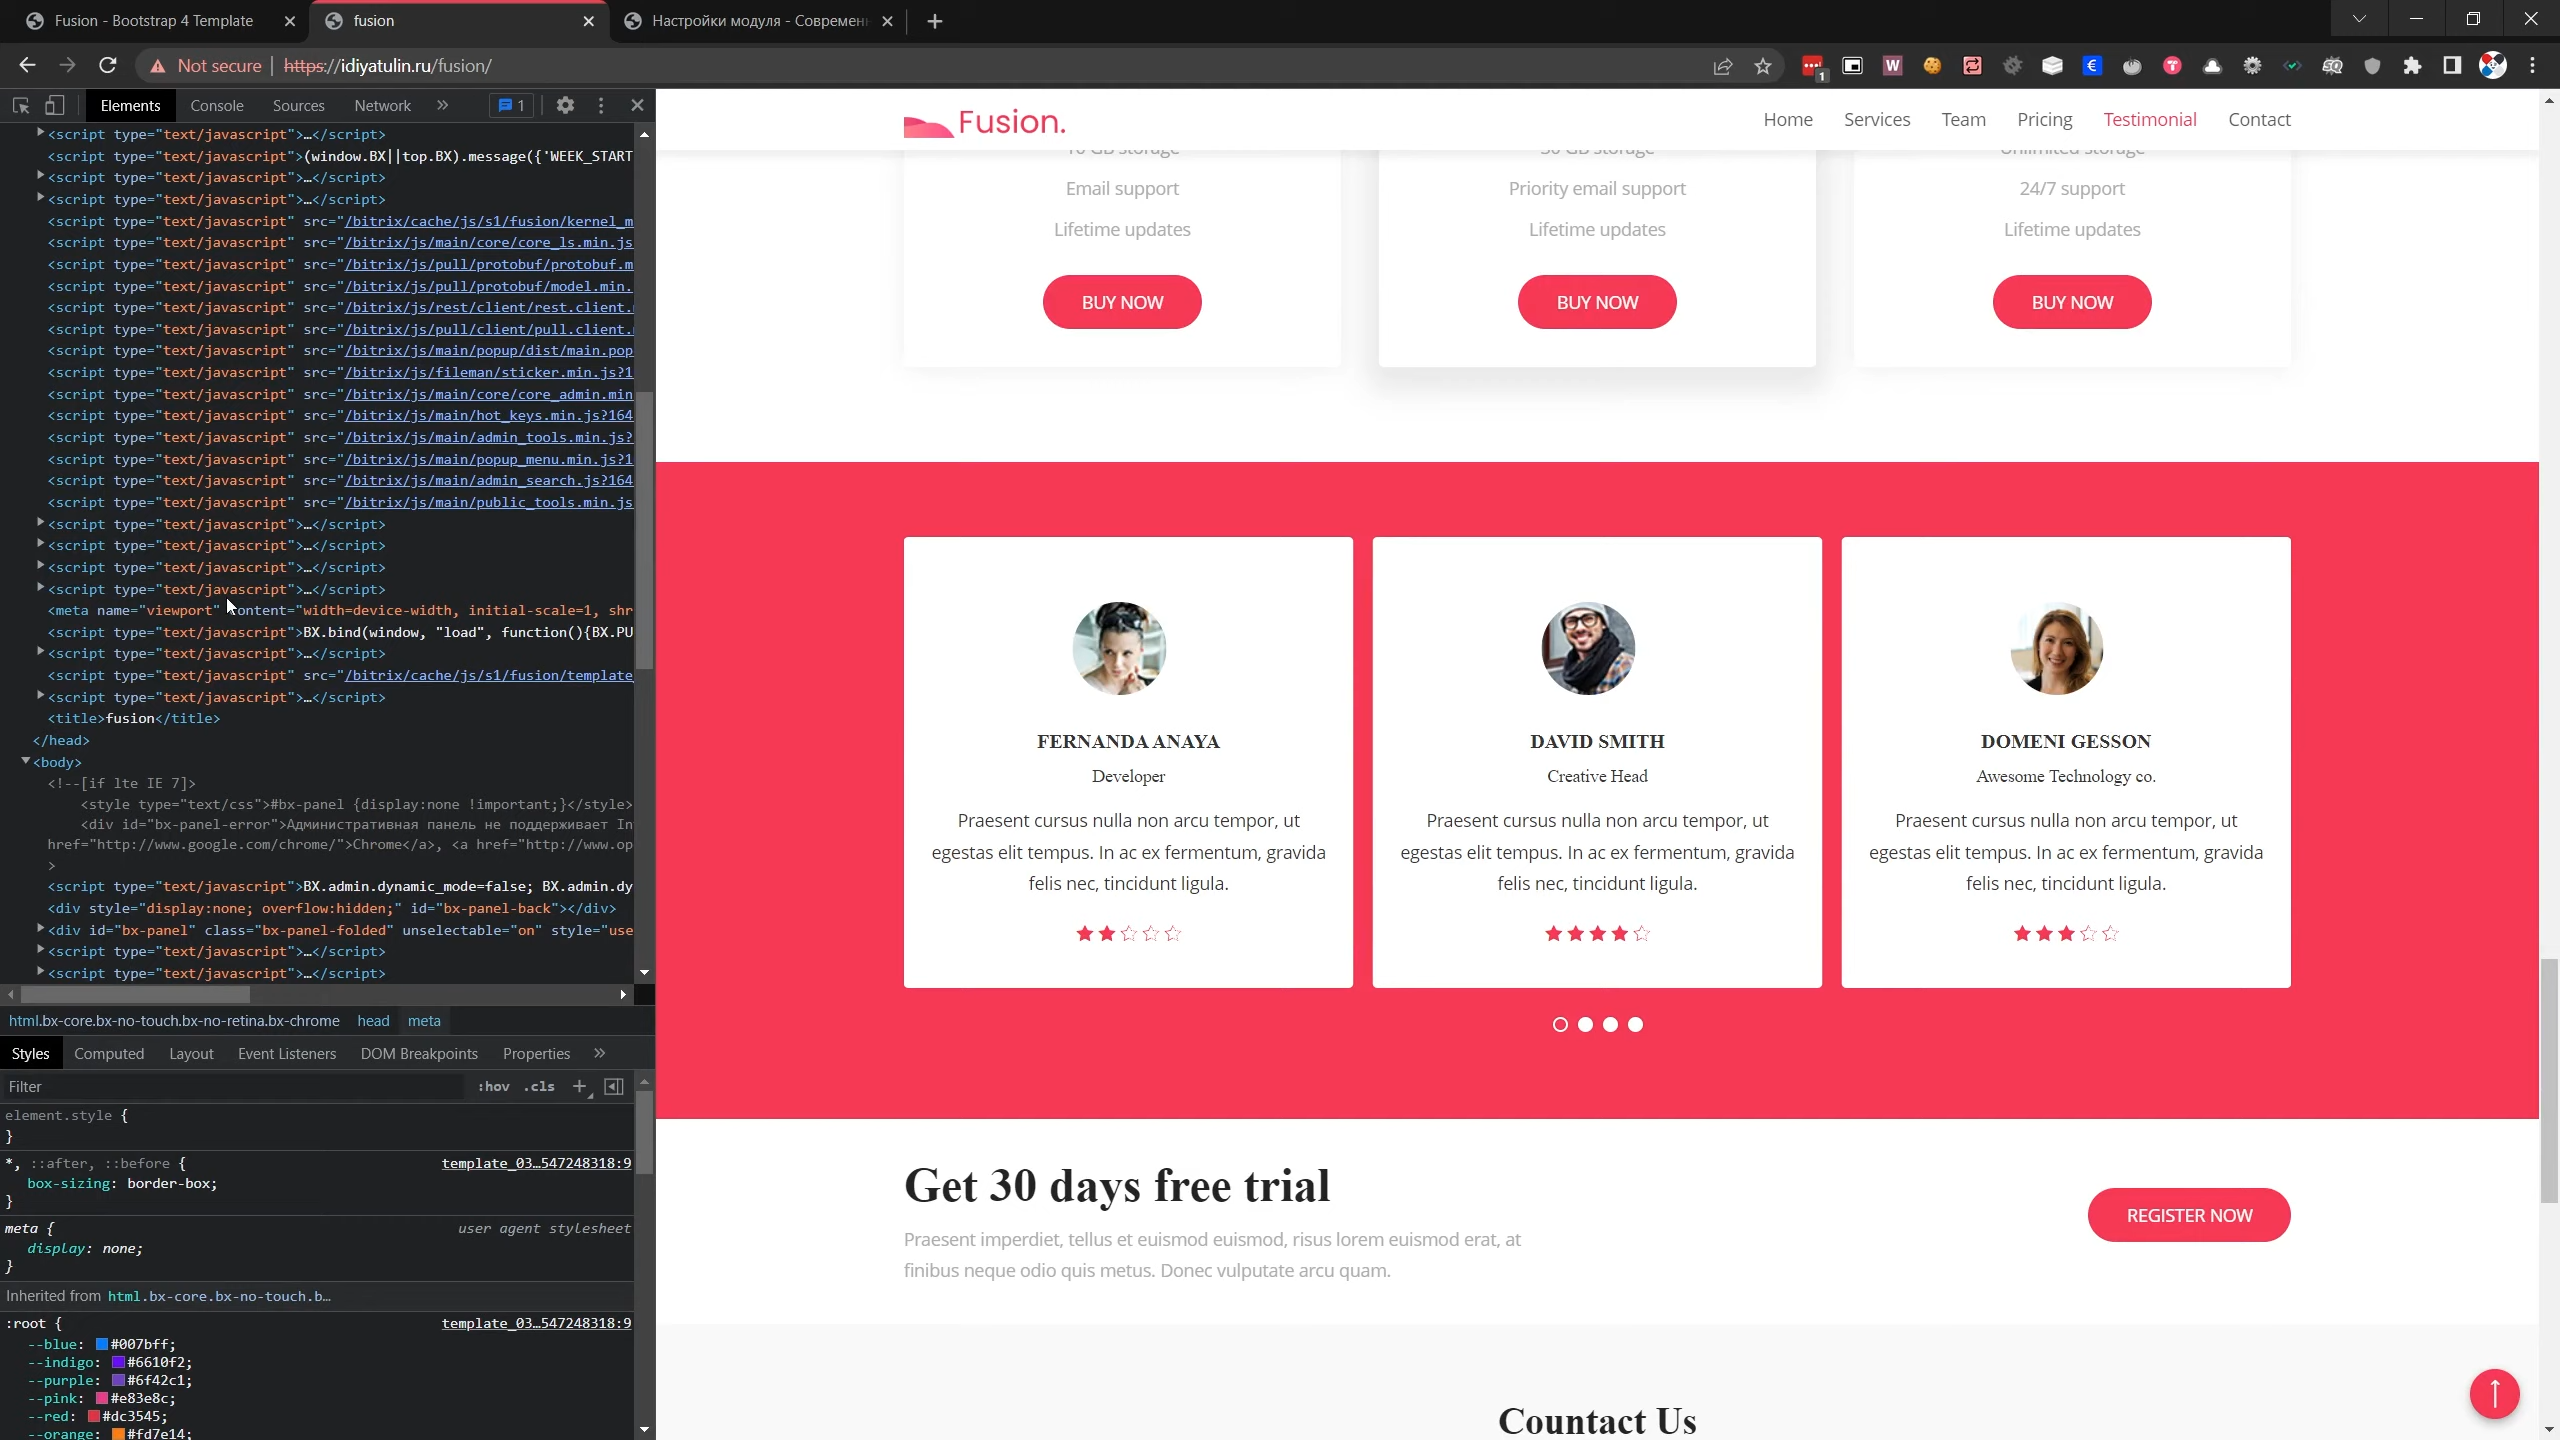 Fusion - Bootstrap 4 Template
fusion
Настройки модуля - Современн
Not secure
https://idiyatulin.ru/fusion/
1
Elements
Console
Sources
Network
1
<script type="text/javascript">…</script>
<script type="text/javascript">(window.BX||top.BX).message({'WEEK_START
<script type="text/javascript">…</script>
<script type="text/javascript">…</script>
<script type="text/javascript" src="/bitrix/cache/js/s1/fusion/kernel_m
<script type="text/javascript" src="/bitrix/js/main/core/core_ls.min.js
<script type="text/javascript" src="/bitrix/js/pull/protobuf/protobuf.m
<script type="text/javascript" src="/bitrix/js/pull/protobuf/model.min.
<script type="text/javascript" src="/bitrix/js/rest/client/rest.client.
<script type="text/javascript" src="/bitrix/js/pull/client/pull.client.
<script type="text/javascript" src="/bitrix/js/main/popup/dist/main.pop
<script type="text/javascript" src="/bitrix/js/fileman/sticker.min.js?1
<script type="text/javascript" src="/bitrix/js/main/core/core_admin.min
<script type="text/javascript" src="/bitrix/js/main/hot_keys.min.js?164
<script type="text/javascript" src="/bitrix/js/main/admin_tools.min.js?
<script type="text/javascript" src="/bitrix/js/main/popup_menu.min.js?1
<script type="text/javascript" src="/bitrix/js/main/admin_search.js?164
<script type="text/javascript" src="/bitrix/js/main/public_tools.min.js
<script type="text/javascript">…</script>
<script type="text/javascript">…</script>
<script type="text/javascript">…</script>
<script type="text/javascript">…</script>
<meta name="viewport" content="width=device-width, initial-scale=1, shr
<script type="text/javascript">BX.bind(window, "load", function(){BX.PU
<script type="text/javascript">…</script>
<script type="text/javascript" src="/bitrix/cache/js/s1/fusion/template_
<script type="text/javascript">…</script>
<title>fusion</title>
</head>
<body>
<!--[if lte IE 7]>
<style type="text/css">#bx-panel {display:none !important;}</style>
<div id="bx-panel-error">Административная панель не поддерживает In
href="http://www.google.com/chrome/">Chrome</a>, <a href="http://www.op
>
<script type="text/javascript">BX.admin.dynamic_mode=false; BX.admin.dy
<div style="display:none; overflow:hidden;" id="bx-panel-back"></div>
<div id="bx-panel" class="bx-panel-folded" unselectable="on" style="use
<script type="text/javascript">…</script>
<script type="text/javascript">…</script>
html.bx-core.bx-no-touch.bx-no-retina.bx-chrome head meta
Styles
Computed
Layout
Event Listeners
DOM Breakpoints
Properties
Filter
:hov .cls
element.style {
}
*, ::after, ::before {
template_03…547248318:9
box-sizing: border-box;
}
meta {
user agent stylesheet
display: none;
}
Inherited from html.bx-core.bx-no-touch.b…
:root {
template_03…547248318:9
--blue: #007bff;
--indigo: #6610f2;
--purple: #6f42c1;
--pink: #e83e8c;
--red: #dc3545;
--orange: #fd7e14;
Fusion.
Home
Services
Team
Pricing
Testimonial
Contact
10 GB storage
Email support
Lifetime updates
BUY NOW
30 GB storage
Priority email support
Lifetime updates
BUY NOW
Unlimited storage
24/7 support
Lifetime updates
BUY NOW
FERNANDA ANAYA
Developer
Praesent cursus nulla non arcu tempor, ut
egestas elit tempus. In ac ex fermentum, gravida
felis nec, tincidunt ligula.
DAVID SMITH
Creative Head
Praesent cursus nulla non arcu tempor, ut
egestas elit tempus. In ac ex fermentum, gravida
felis nec, tincidunt ligula.
DOMENI GESSON
Awesome Technology co.
Praesent cursus nulla non arcu tempor, ut
egestas elit tempus. In ac ex fermentum, gravida
felis nec, tincidunt ligula.
Get 30 days free trial
Praesent imperdiet, tellus et euismod euismod, risus lorem euismod erat, at
finibus neque odio quis metus. Donec vulputate arcu quam.
REGISTER NOW
Countact Us